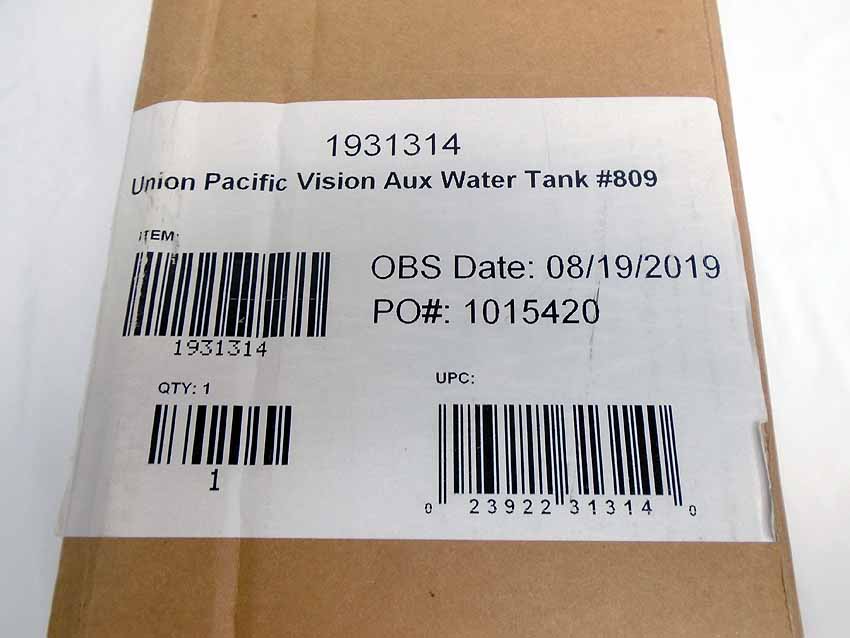 1931314
Union Pacific Vision Aux Water Tank #809
ITEM:
OBS Date: 08/19/2019
PO#: 1015420
1931314
QTY: 1
UPC:
1
0 23922 31314 0